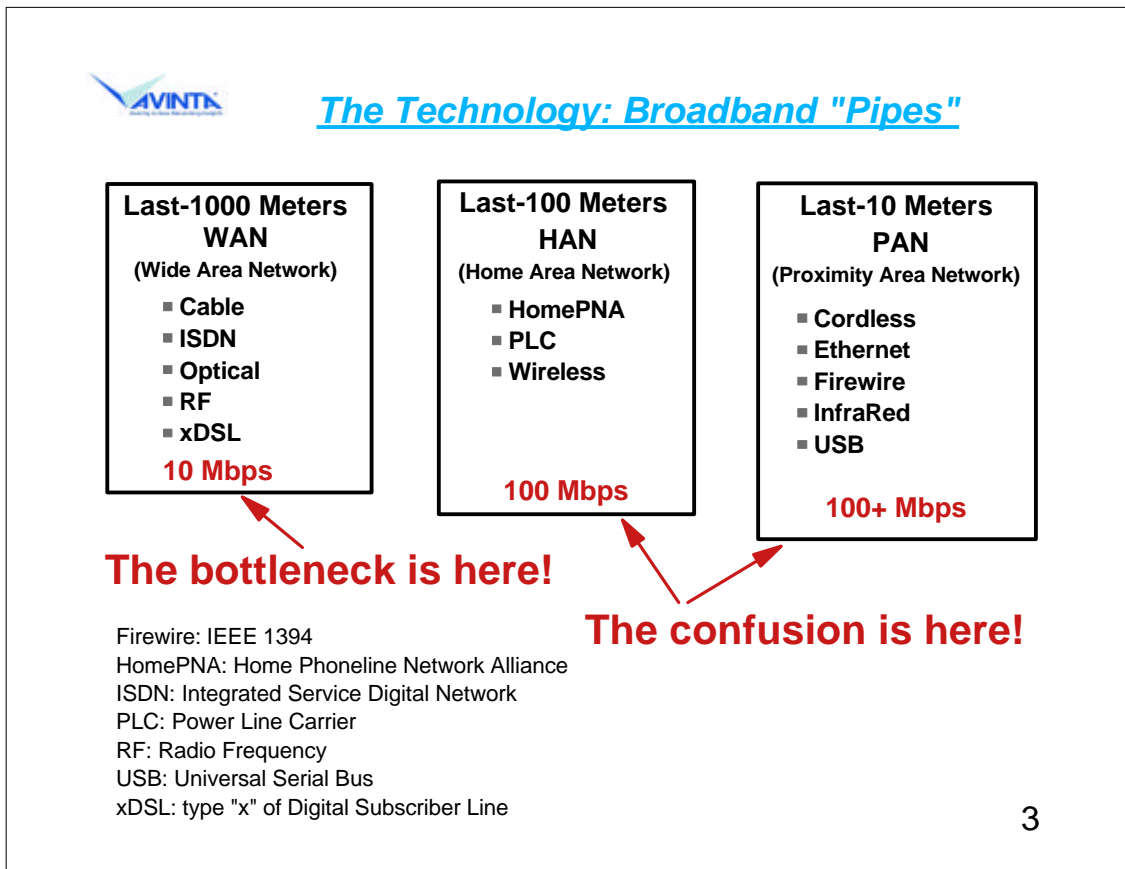 AVINTA
The Technology: Broadband "Pipes"
Last-1000 Meters
WAN
(Wide Area Network)
Cable
ISDN
Optical
RF
xDSL
10 Mbps
Last-100 Meters
HAN
(Home Area Network)
HomePNA
PLC
Wireless
100 Mbps
Last-10 Meters
PAN
(Proximity Area Network)
Cordless
Ethernet
Firewire
InfraRed
USB
100+ Mbps
The bottleneck is here!
The confusion is here!
Firewire: IEEE 1394
HomePNA: Home Phoneline Network Alliance
ISDN: Integrated Service Digital Network
PLC: Power Line Carrier
RF: Radio Frequency
USB: Universal Serial Bus
xDSL: type "x" of Digital Subscriber Line
3